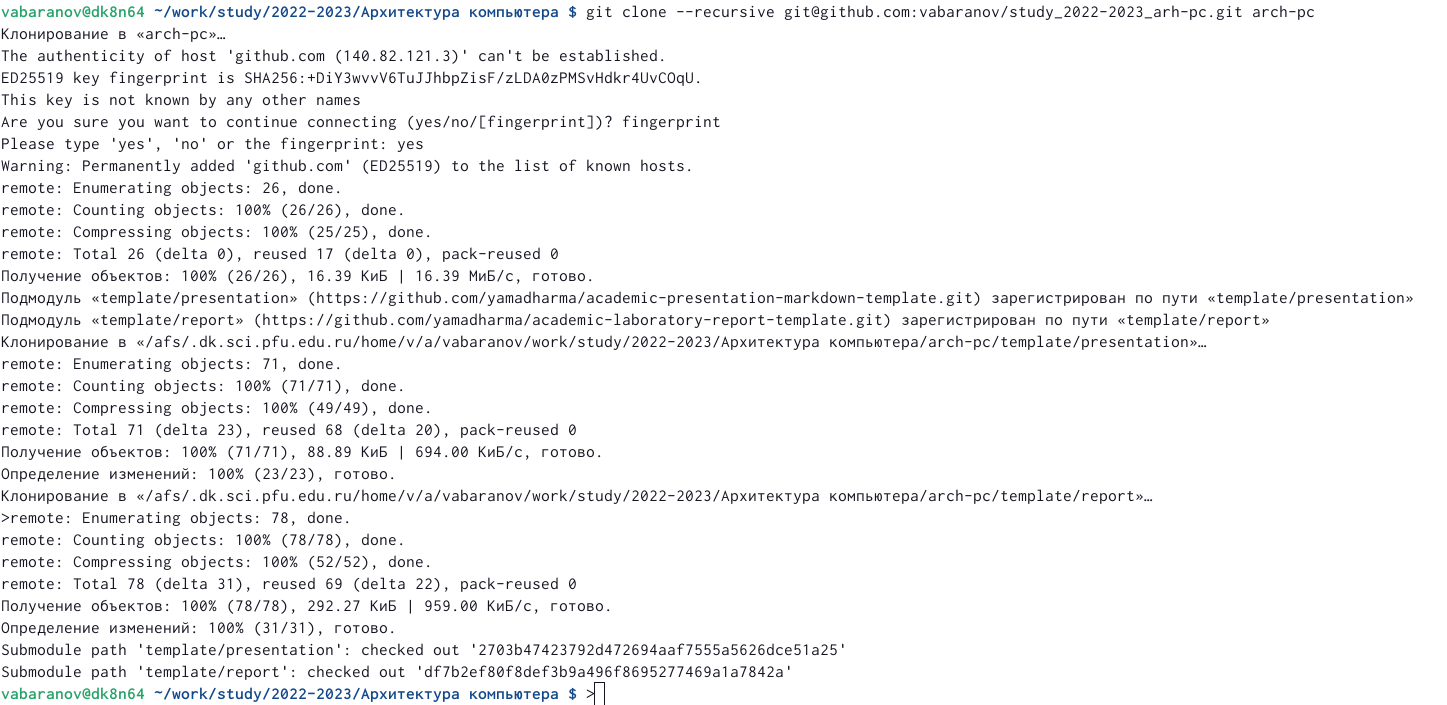 vabaranov@dk8n64 ~/work/study/2022-2023/Архитектура компьютера $ git clone --recursive git@github.com:vabaranov/study_2022-2023_arh-pc.git arch-pc
Клонирование в «arch-pc»…
The authenticity of host 'github.com (140.82.121.3)' can't be established.
ED25519 key fingerprint is SHA256:+DiY3wvvV6TuJJhbpZisF/zLDA0zPMSvHdkr4UvCOqU.
This key is not known by any other names
Are you sure you want to continue connecting (yes/no/[fingerprint])? fingerprint
Please type 'yes', 'no' or the fingerprint: yes
Warning: Permanently added 'github.com' (ED25519) to the list of known hosts.
remote: Enumerating objects: 26, done.
remote: Counting objects: 100% (26/26), done.
remote: Compressing objects: 100% (25/25), done.
remote: Total 26 (delta 0), reused 17 (delta 0), pack-reused 0
Получение объектов: 100% (26/26), 16.39 КиБ | 16.39 МиБ/с, готово.
Подмодуль «template/presentation» (https://github.com/yamadharma/academic-presentation-markdown-template.git) зарегистрирован по пути «template/presentation»
Подмодуль «template/report» (https://github.com/yamadharma/academic-laboratory-report-template.git) зарегистрирован по пути «template/report»
Клонирование в «/afs/.dk.sci.pfu.edu.ru/home/v/a/vabaranov/work/study/2022-2023/Архитектура компьютера/arch-pc/template/presentation»…
remote: Enumerating objects: 71, done.
remote: Counting objects: 100% (71/71), done.
remote: Compressing objects: 100% (49/49), done.
remote: Total 71 (delta 23), reused 68 (delta 20), pack-reused 0
Получение объектов: 100% (71/71), 88.89 КиБ | 694.00 КиБ/с, готово.
Определение изменений: 100% (23/23), готово.
Клонирование в «/afs/.dk.sci.pfu.edu.ru/home/v/a/vabaranov/work/study/2022-2023/Архитектура компьютера/arch-pc/template/report»…
>remote: Enumerating objects: 78, done.
remote: Counting objects: 100% (78/78), done.
remote: Compressing objects: 100% (52/52), done.
remote: Total 78 (delta 31), reused 69 (delta 22), pack-reused 0
Получение объектов: 100% (78/78), 292.27 КиБ | 959.00 КиБ/с, готово.
Определение изменений: 100% (31/31), готово.
Submodule path 'template/presentation': checked out '2703b47423792d472694aaf7555a5626dce51a25'
Submodule path 'template/report': checked out 'df7b2ef80f8def3b9a496f8695277469a1a7842a'
vabaranov@dk8n64 ~/work/study/2022-2023/Архитектура компьютера $ >